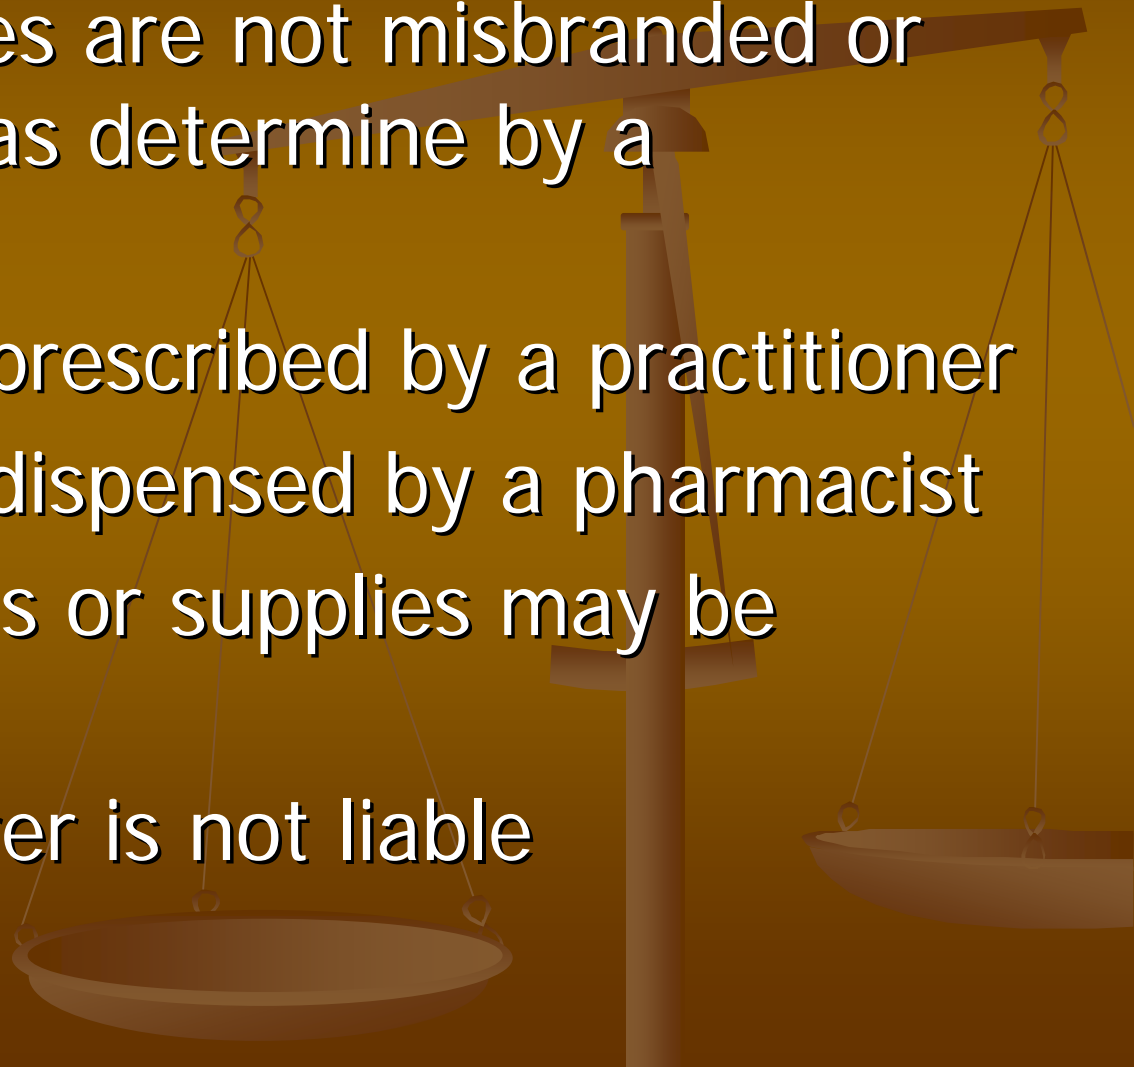 es are not misbranded or
as determine by a
prescribed by a practitioner
dispensed by a pharmacist
s or supplies may be
er is not liable